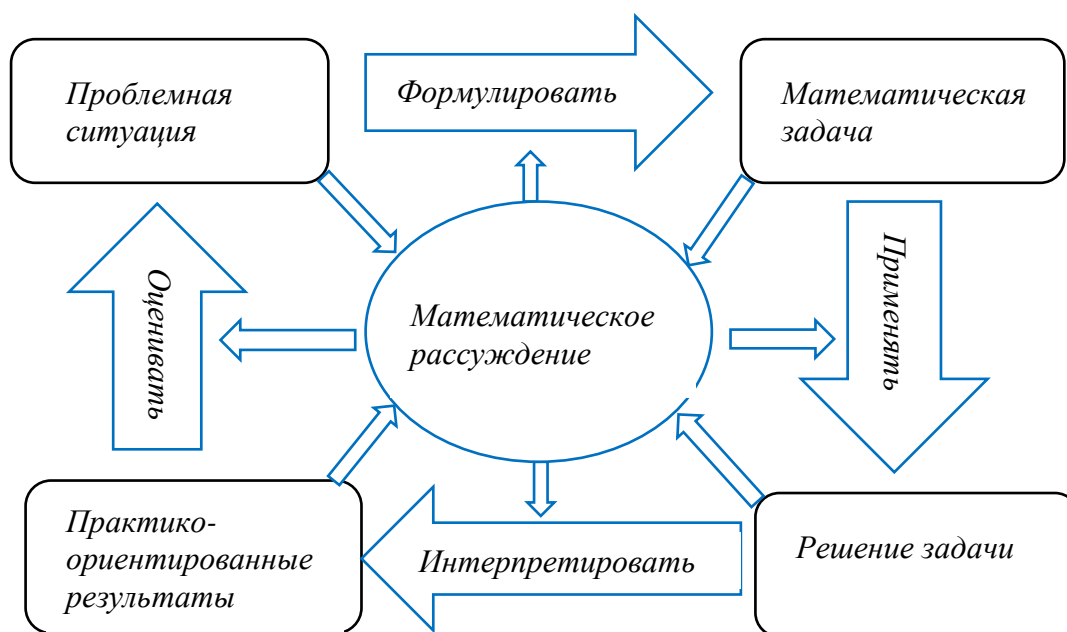 Проблемная
ситуация
Формулировать
Математическая
задача
Оценивать
Математическое
рассуждение
Применять
Практико-
ориентированные
результаты
Интерпретировать
Решение задачи